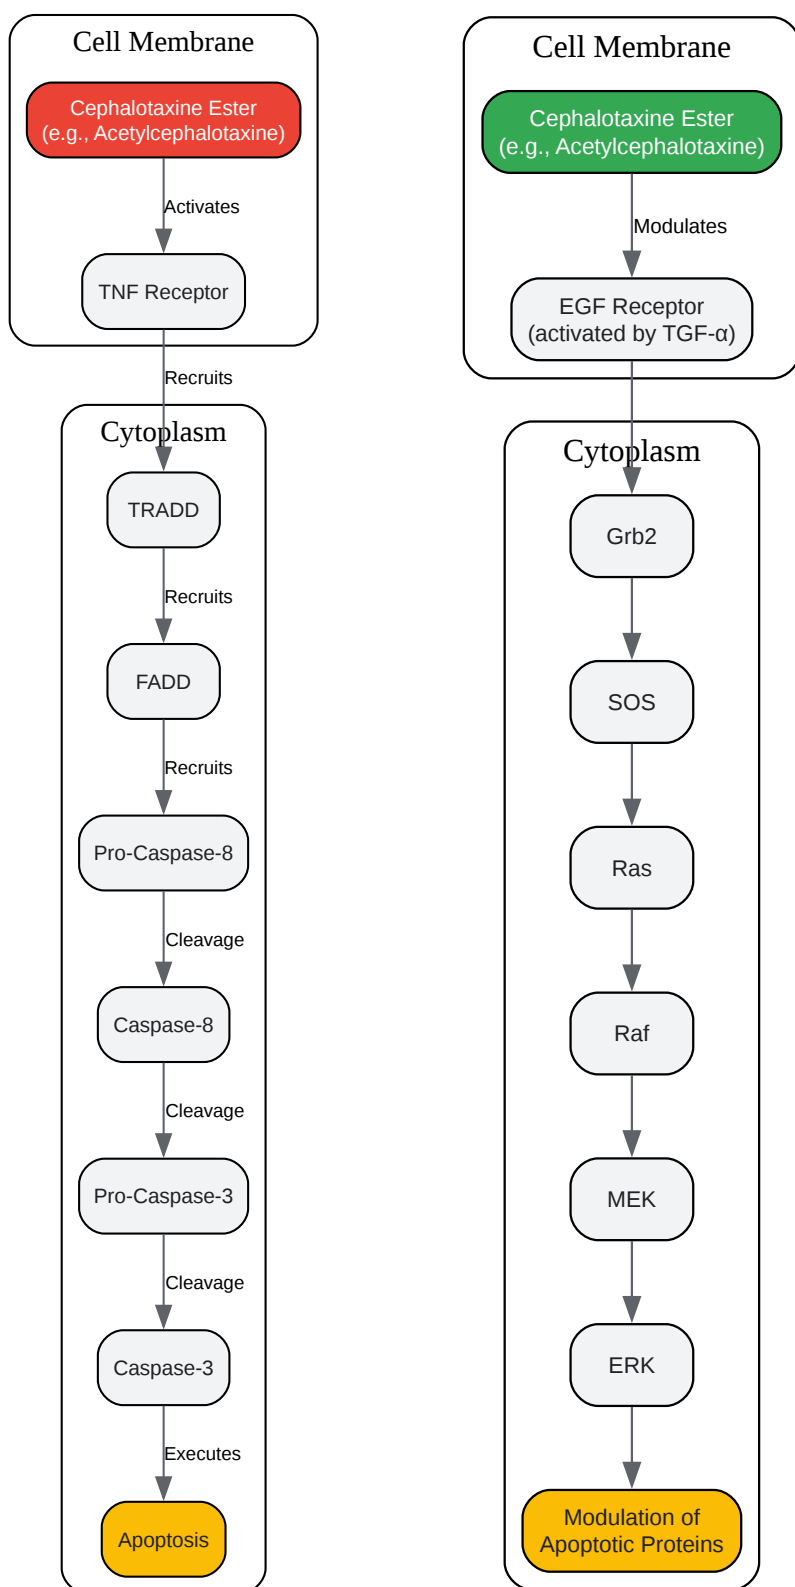 Cell Membrane
Cephalotaxine Ester
(e.g., Acetylcephalotaxine)
Activates
TNF Receptor
Recruits
Cytoplasm
TRADD
Recruits
FADD
Recruits
Pro-Caspase-8
Cleavage
Caspase-8
Cleavage
Pro-Caspase-3
Cleavage
Caspase-3
Executes
Apoptosis
Cell Membrane
Cephalotaxine Ester
(e.g., Acetylcephalotaxine)
Modulates
EGF Receptor
(activated by TGF-α)
Cytoplasm
Grb2
SOS
Ras
Raf
MEK
ERK
Modulation of
Apoptotic Proteins